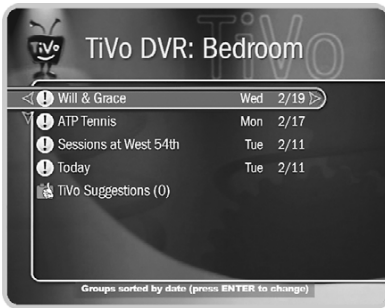 TiVo
TiVo
TiVo DVR: Bedroom
! Will & Grace Wed 2/19
! ATP Tennis Mon 2/17
! Sessions at West 54th Tue 2/11
! Today Tue 2/11
TiVo Suggestions (0)
Groups sorted by date (press ENTER to change)